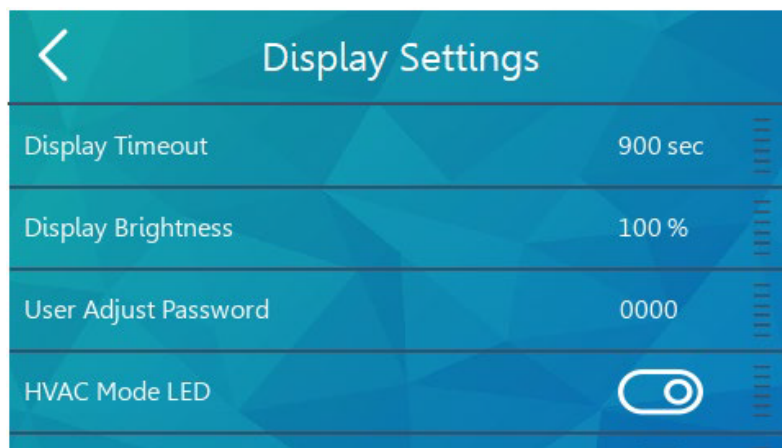 Display Settings
Display Timeout 900 sec
Display Brightness 100 %
User Adjust Password 0000
HVAC Mode LED